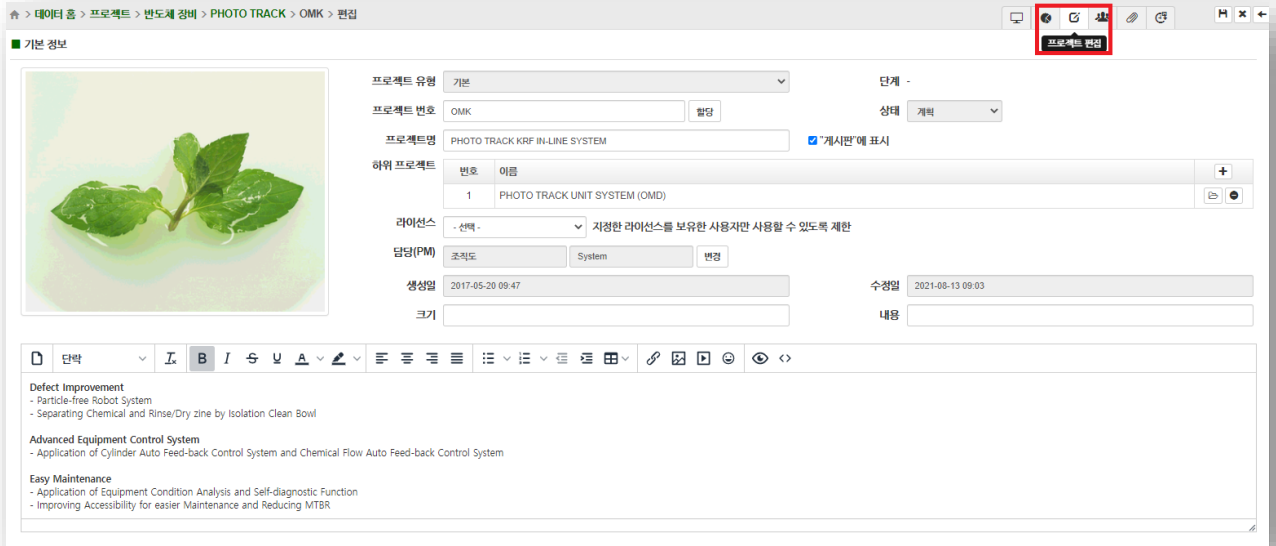 > 데이터 홈 > 프로젝트 > 반도체 장비 > PHOTO TRACK > OMK > 편집
프로젝트 편집
기본 정보
프로젝트 유형 기본 단계 -
프로젝트 번호 OMK 할당 상태 계획
프로젝트명 PHOTO TRACK KRF IN-LINE SYSTEM "게시판"에 표시
하위 프로젝트 번호 이름
1 PHOTO TRACK UNIT SYSTEM (OMD)
라이선스 - 선택 - 지정한 라이선스를 보유한 사용자만 사용할 수 있도록 제한
담당(PM) 조직도 System 변경
생성일 2017-05-20 09:47 수정일 2021-08-13 09:03
크기 내용
단락
Defect Improvement
- Particle-free Robot System
- Separating Chemical and Rinse/Dry zine by Isolation Clean Bowl
Advanced Equipment Control System
- Application of Cylinder Auto Feed-back Control System and Chemical Flow Auto Feed-back Control System
Easy Maintenance
- Application of Equipment Condition Analysis and Self-diagnostic Function
- Improving Accessibility for easier Maintenance and Reducing MTBR